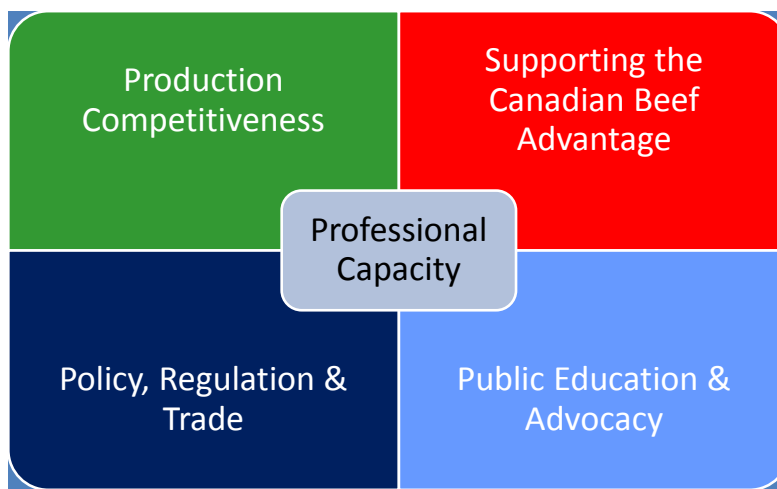 Production
Competitiveness
Supporting the
Canadian Beef
Advantage
Professional
Capacity
Policy, Regulation &
Trade
Public Education &
Advocacy